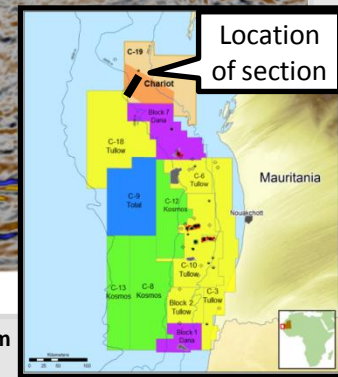 Location
of section
C-19
Chariot
Block 7
Dana
C-18
Tullow
C-6
Tullow
Mauritania
C-9
Total
C-12
Kosmos
Nouakchott
C-10
Tullow
C-13
Kosmos
C-8
Kosmos
C-3
Tullow
Block 2
Tullow
Block 1
Dana
Kilometers
0 25 50 100
m